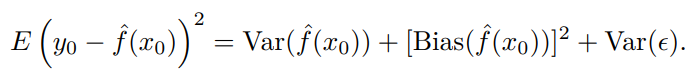 E (y₀ − f̂(x₀))² = Var(f̂(x₀)) + [Bias(f̂(x₀))]² + Var(ϵ).